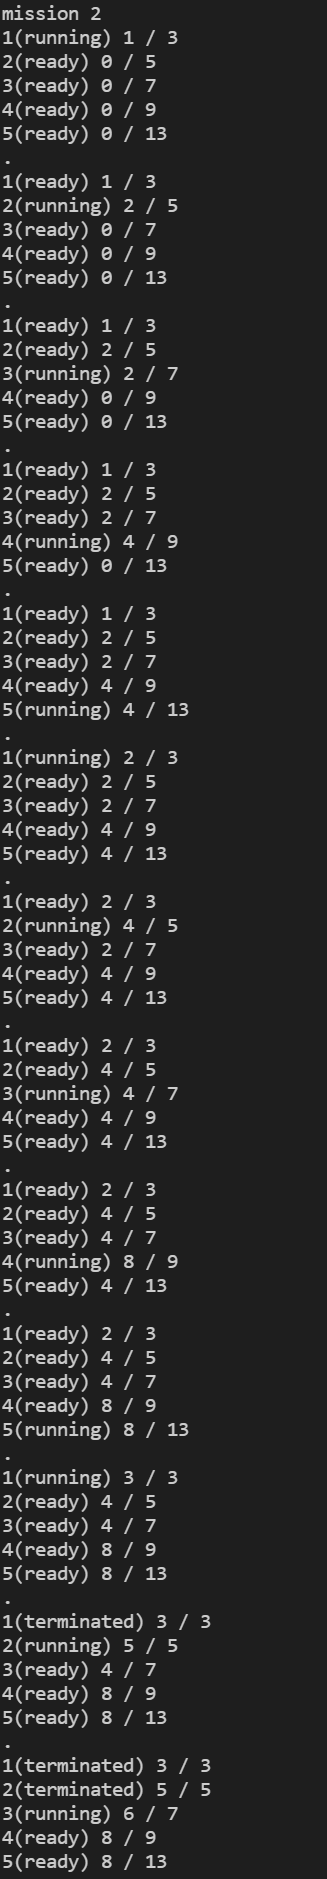 mission 2
1(running) 1 / 3
2(ready) 0 / 5
3(ready) 0 / 7
4(ready) 0 / 9
5(ready) 0 / 13
.
1(ready) 1 / 3
2(running) 2 / 5
3(ready) 0 / 7
4(ready) 0 / 9
5(ready) 0 / 13
.
1(ready) 1 / 3
2(ready) 2 / 5
3(running) 2 / 7
4(ready) 0 / 9
5(ready) 0 / 13
.
1(ready) 1 / 3
2(ready) 2 / 5
3(ready) 2 / 7
4(running) 4 / 9
5(ready) 0 / 13
.
1(ready) 1 / 3
2(ready) 2 / 5
3(ready) 2 / 7
4(ready) 4 / 9
5(running) 4 / 13
.
1(running) 2 / 3
2(ready) 2 / 5
3(ready) 2 / 7
4(ready) 4 / 9
5(ready) 4 / 13
.
1(ready) 2 / 3
2(running) 4 / 5
3(ready) 2 / 7
4(ready) 4 / 9
5(ready) 4 / 13
.
1(ready) 2 / 3
2(ready) 4 / 5
3(running) 4 / 7
4(ready) 4 / 9
5(ready) 4 / 13
.
1(ready) 2 / 3
2(ready) 4 / 5
3(ready) 4 / 7
4(running) 8 / 9
5(ready) 4 / 13
.
1(ready) 2 / 3
2(ready) 4 / 5
3(ready) 4 / 7
4(ready) 8 / 9
5(running) 8 / 13
.
1(running) 3 / 3
2(ready) 4 / 5
3(ready) 4 / 7
4(ready) 8 / 9
5(ready) 8 / 13
.
1(terminated) 3 / 3
2(running) 5 / 5
3(ready) 4 / 7
4(ready) 8 / 9
5(ready) 8 / 13
.
1(terminated) 3 / 3
2(terminated) 5 / 5
3(running) 6 / 7
4(ready) 8 / 9
5(ready) 8 / 13